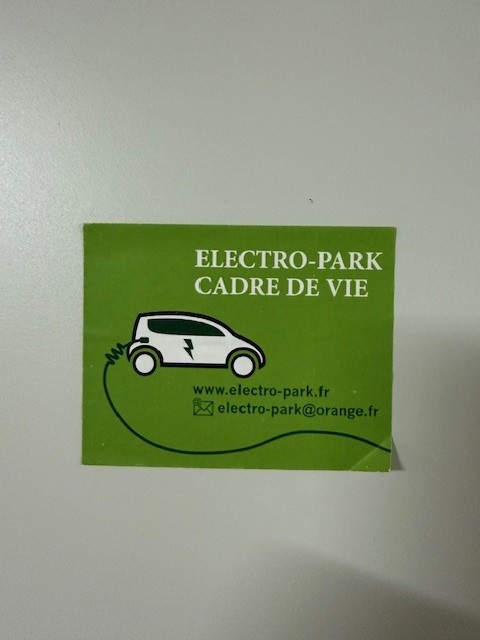 ELECTRO-PARK
CADRE DE VIE
www.electro-park.fr
electro-park@orange.fr